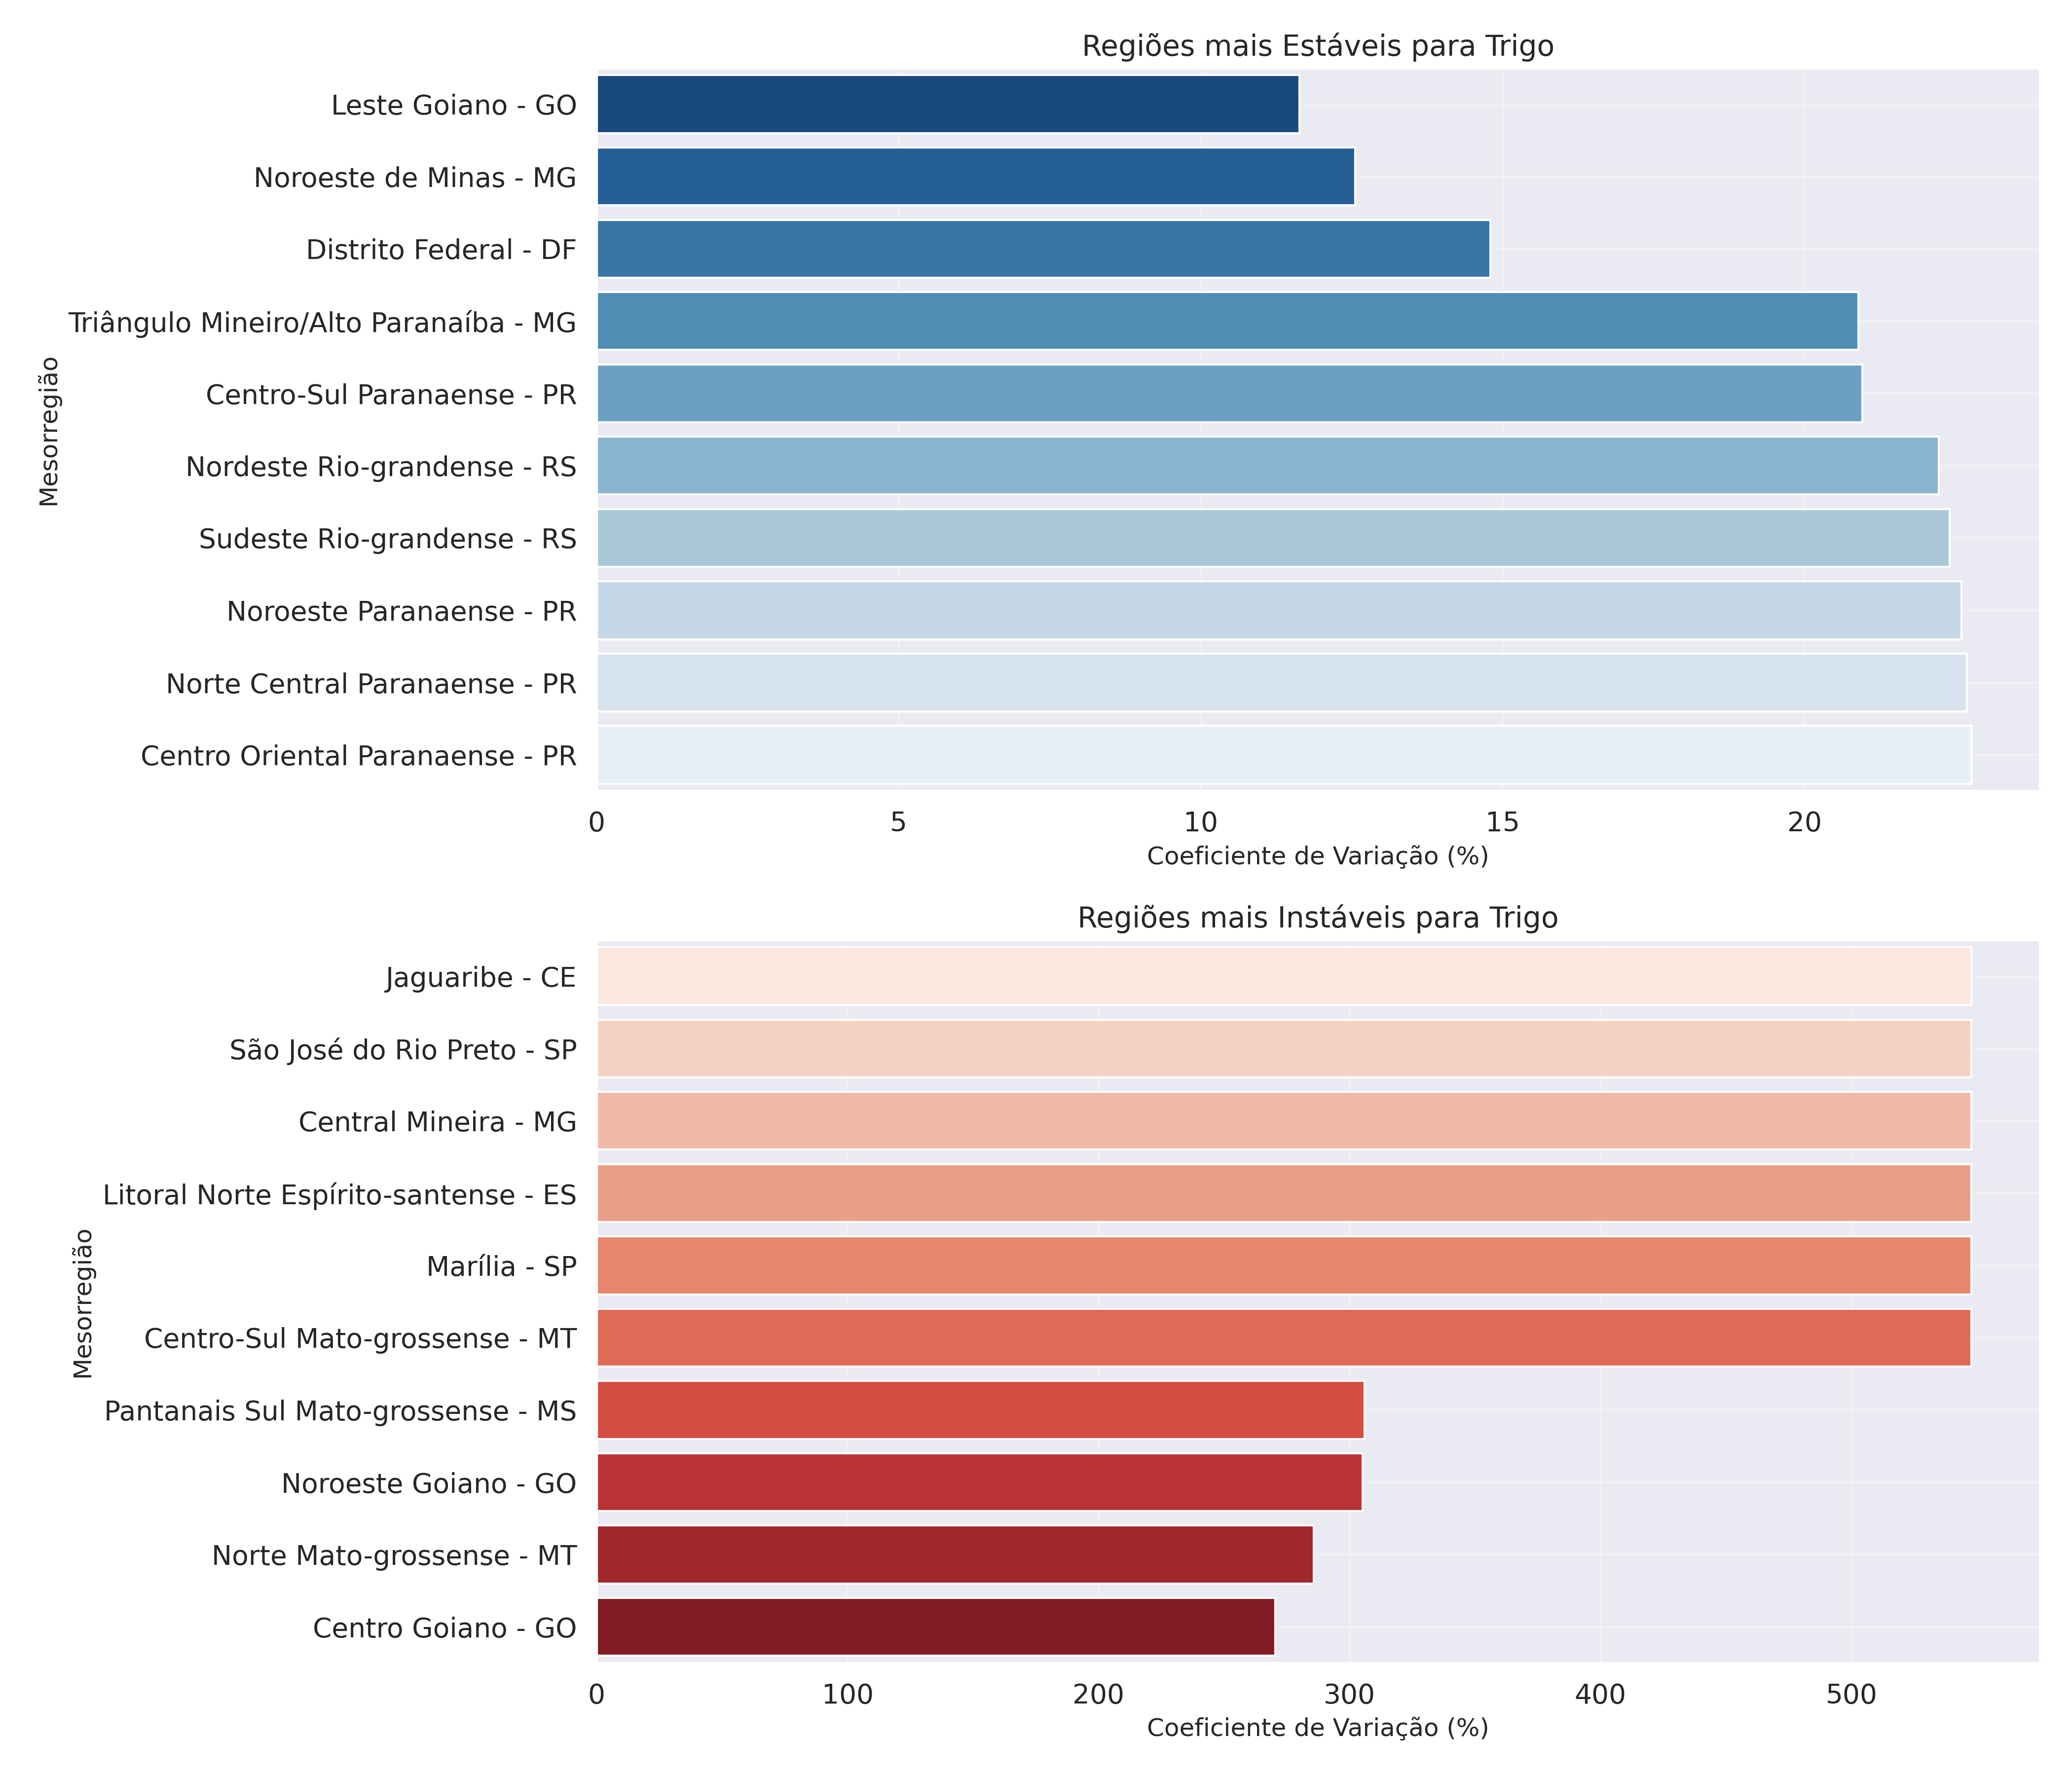 Regiões mais Estáveis para Trigo
Mesorregião
Leste Goiano - GO
Noroeste de Minas - MG
Distrito Federal - DF
Triângulo Mineiro/Alto Paranaíba - MG
Centro-Sul Paranaense - PR
Nordeste Rio-grandense - RS
Sudeste Rio-grandense - RS
Noroeste Paranaense - PR
Norte Central Paranaense - PR
Centro Oriental Paranaense - PR
0 5 10 15 20
Coeficiente de Variação (%)
Regiões mais Instáveis para Trigo
Mesorregião
Jaguaribe - CE
São José do Rio Preto - SP
Central Mineira - MG
Litoral Norte Espírito-santense - ES
Marília - SP
Centro-Sul Mato-grossense - MT
Pantanais Sul Mato-grossense - MS
Noroeste Goiano - GO
Norte Mato-grossense - MT
Centro Goiano - GO
0 100 200 300 400 500
Coeficiente de Variação (%)